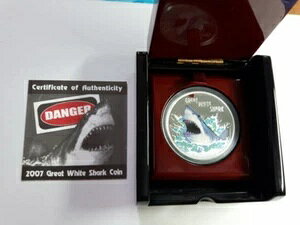 Certificate of Authenticity
DANGER
2007 Great White Shark Coin
GREAT
WHITE
SHARK